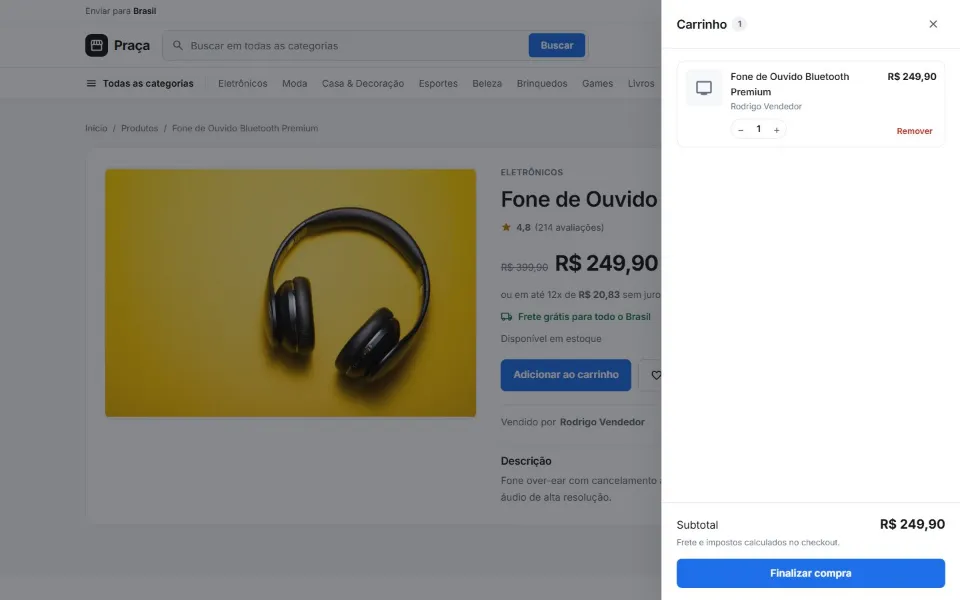 Enviar para Brasil
Praça
Buscar em todas as categorias
Buscar
Todas as categorias
Eletrônicos
Moda
Casa & Decoração
Esportes
Beleza
Brinquedos
Games
Livros
Início / Produtos / Fone de Ouvido Bluetooth Premium
ELETRÔNICOS
Fone de Ouvido
4,8 (214 avaliações)
R$ 399,90 R$ 249,90
ou em até 12x de R$ 20,83 sem juro
Frete grátis para todo o Brasil
Disponível em estoque
Adicionar ao carrinho
Vendido por Rodrigo Vendedor
Descrição
Fone over-ear com cancelamento
áudio de alta resolução.
Carrinho 1
Fone de Ouvido Bluetooth
Premium
R$ 249,90
Rodrigo Vendedor
− 1 +
Remover
Subtotal
R$ 249,90
Frete e impostos calculados no checkout.
Finalizar compra